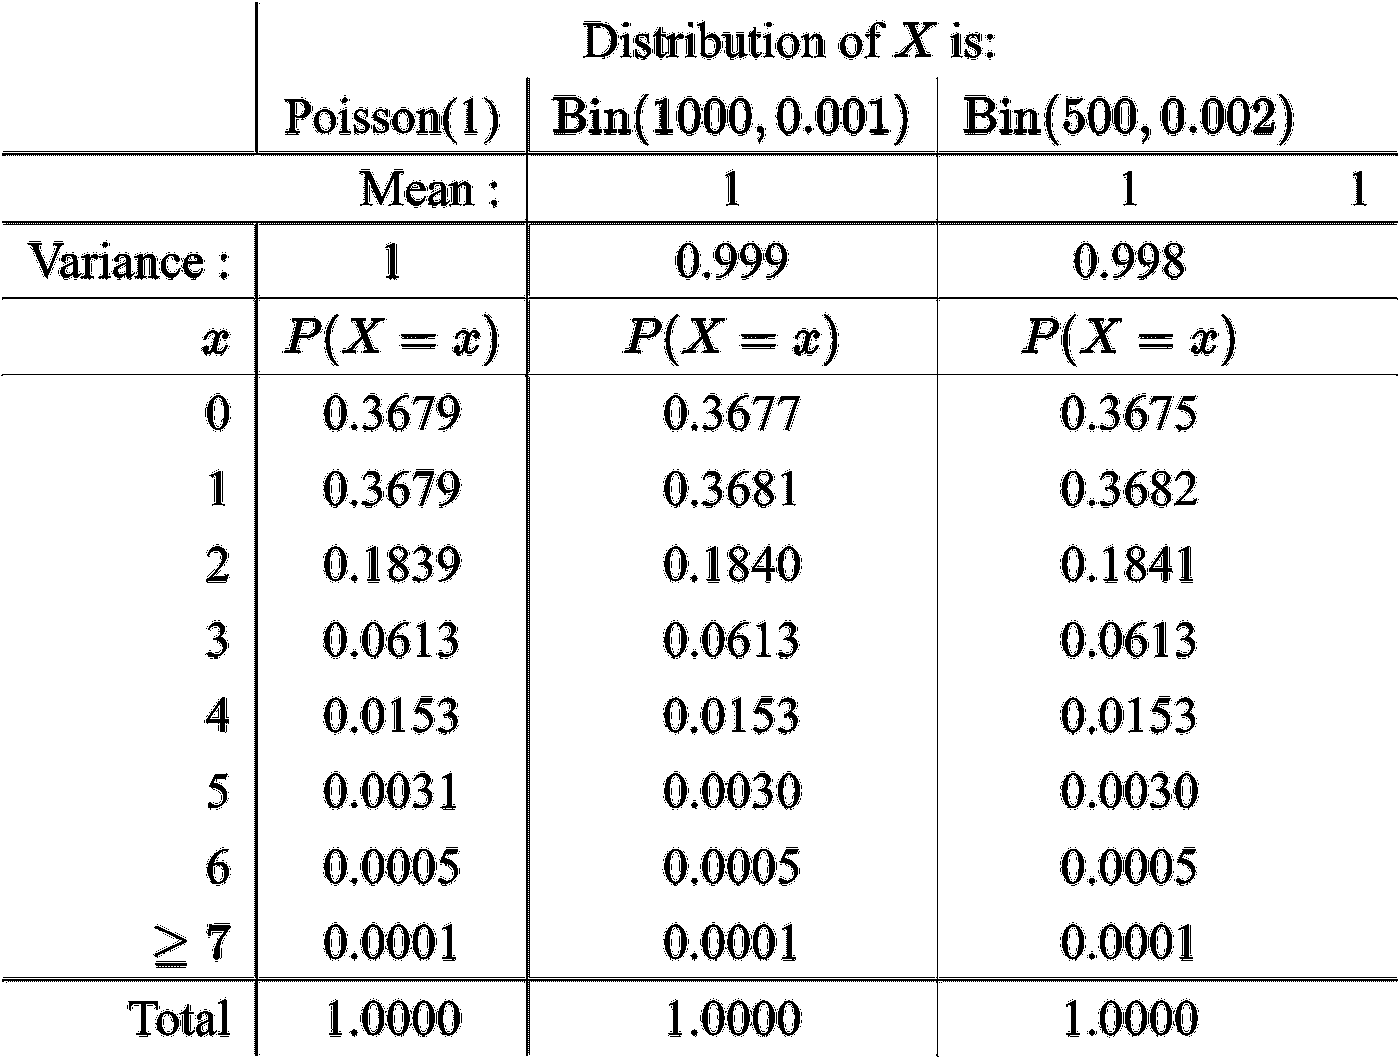 Distribution of X is:
Poisson(1) Bin(1000, 0.001) Bin(500, 0.002)
Mean : 1 1 1
Variance : 1 0.999 0.998
x P(X = x) P(X = x) P(X = x)
0 0.3679 0.3677 0.3675
1 0.3679 0.3681 0.3682
2 0.1839 0.1840 0.1841
3 0.0613 0.0613 0.0613
4 0.0153 0.0153 0.0153
5 0.0031 0.0030 0.0030
6 0.0005 0.0005 0.0005
≥ 7 0.0001 0.0001 0.0001
Total 1.0000 1.0000 1.0000